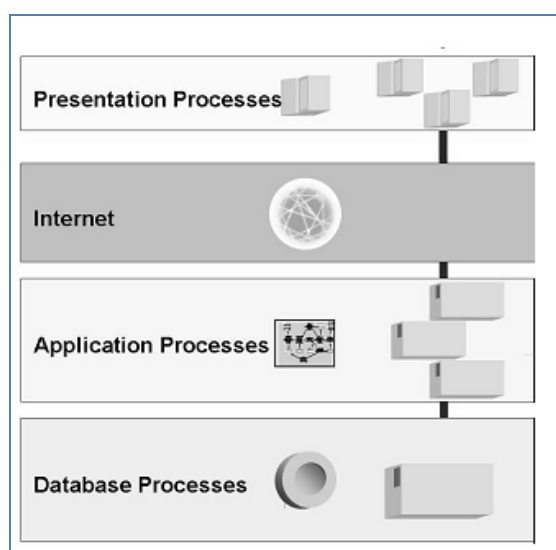 Presentation Processes
Internet
Application Processes
Database Processes